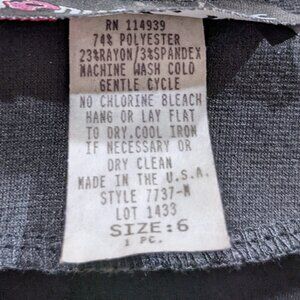 RN 114939
74% POLYESTER
23%RAYON/3%SPANDEX
MACHINE WASH COLD
GENTLE CYCLE
NO CHLORINE BLEACH
HANG OR LAY FLAT
TO DRY.COOL IRON
IF NECESSARY OR
DRY CLEAN
MADE IN THE U.S.A.
STYLE 7737-M
LOT 1433
SIZE:6
1 PC.